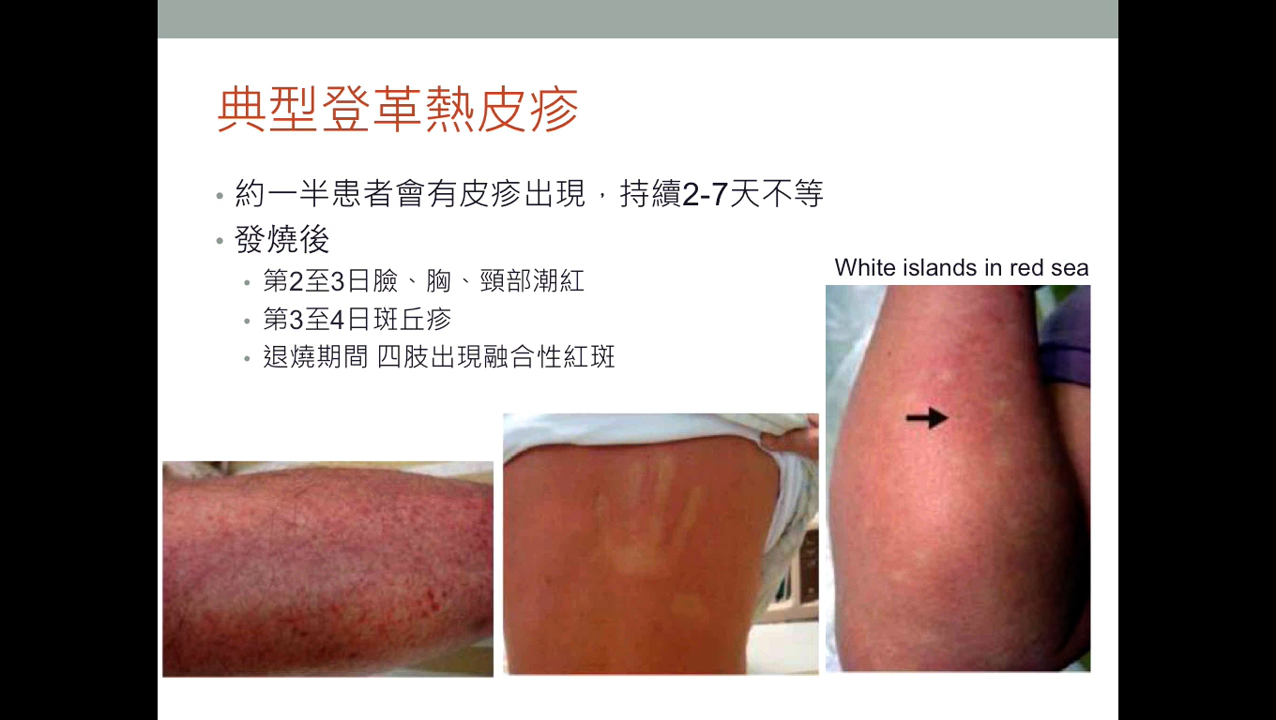 典型登革熱皮疹
• 約一半患者會有皮疹出現，持續2-7天不等
• 發燒後
• 第2至3日臉、胸、頸部潮紅
• 第3至4日斑丘疹
• 退燒期間 四肢出現融合性紅斑
White islands in red sea